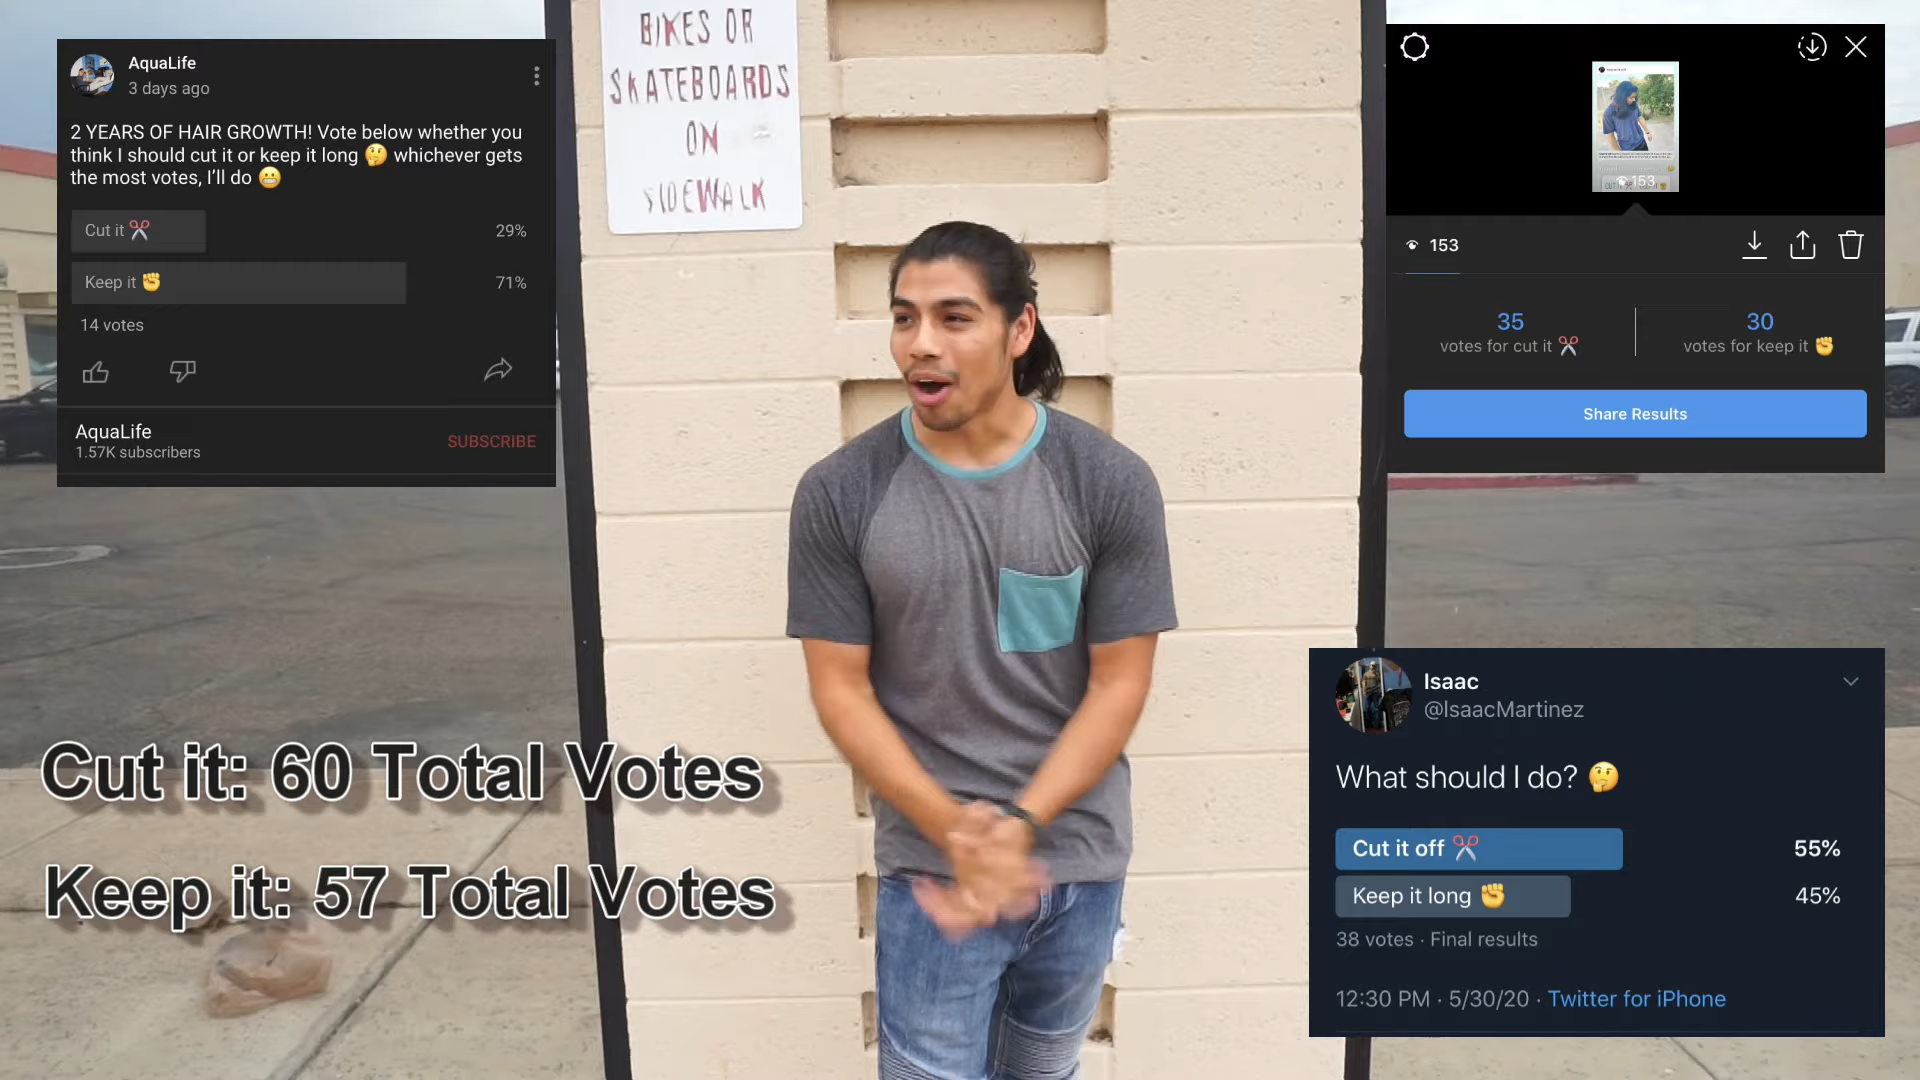 BIKES OR
SKATEBOARDS
ON
SIDEWALK
AquaLife
3 days ago
2 YEARS OF HAIR GROWTH! Vote below whether you
think I should cut it or keep it long 🤔 whichever gets
the most votes, I'll do 😬
Cut it ✂️ 29%
Keep it ✊ 71%
14 votes
AquaLife
1.57K subscribers
SUBSCRIBE
153
153
35
votes for cut it ✂️
30
votes for keep it ✊
Share Results
Cut it: 60 Total Votes
Keep it: 57 Total Votes
Isaac
@IsaacMartinez
What should I do? 🤔
Cut it off ✂️ 55%
Keep it long ✊ 45%
38 votes · Final results
12:30 PM · 5/30/20 · Twitter for iPhone